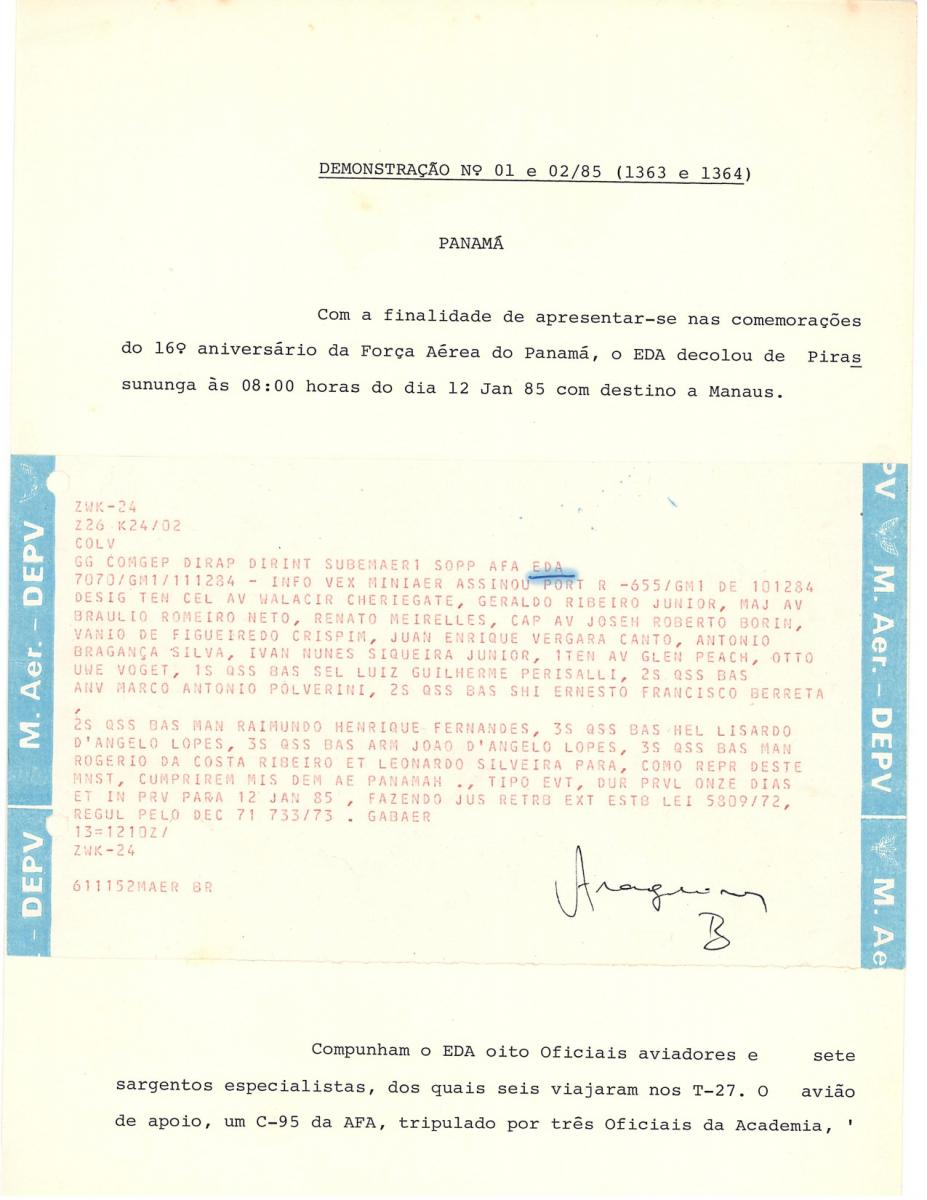 DEMONSTRAÇÃO Nº 01 e 02/85 (1363 e 1364)
PANAMÁ
Com a finalidade de apresentar-se nas comemorações
do 16º aniversário da Força Aérea do Panamá, o EDA decolou de Piras
sununga às 08:00 horas do dia 12 Jan 85 com destino a Manaus.
M. Aer. - DEPV
- DEPV
PV
M. Aer. - DEPV
M. Ae
ZWK-24
Z26 K24/02
COLV
GG COMGEP DIRAP DIRINT SUBEMAER1 SOPP AFA EDA
7070/GM1/111284 - INFO VEX MINIAER ASSINOU PORT R -655/GM1 DE 101284
DESIG TEN CEL AV WALACIR CHERIEGATE, GERALDO RIBEIRO JUNIOR, MAJ AV
BRAULIO ROMEIRO NETO, RENATO MEIRELLES, CAP AV JOSEH ROBERTO BORIN,
VANIO DE FIGUEIREDO CRISPIM, JUAN ENRIQUE VERGARA CANTO, ANTONIO
BRAGANÇA SILVA, IVAN NUNES SIQUEIRA JUNIOR, 1TEN AV GLEN PEACH, OTTO
UWE VOGET, 1S QSS BAS SEL LUIZ GUILHERME PERISALLI, 2S QSS BAS
ANV MARCO ANTONIO POLVERINI, 2S QSS BAS SHI ERNESTO FRANCISCO BERRETA
,
2S QSS BAS MAN RAIMUNDO HENRIQUE FERNANDES, 3S QSS BAS HEL LISARDO
D'ANGELO LOPES, 3S QSS BAS ARM JOAO D'ANGELO LOPES, 3S QSS BAS MAN
ROGERIO DA COSTA RIBEIRO ET LEONARDO SILVEIRA PARA, COMO REPR DESTE
MNST, CUMPRIREM MIS DEM AE PANAMAH ., TIPO EVT, DUR PRVL ONZE DIAS
ET IN PRV PARA 12 JAN 85 , FAZENDO JUS RETRB EXT ESTB LEI 5809/72,
REGUL PELO DEC 71 733/73 . GABAER
13=1210Z/
ZWK-24
611152MAER BR
B
Compunham o EDA oito Oficiais aviadores e sete
sargentos especialistas, dos quais seis viajaram nos T-27. O avião
de apoio, um C-95 da AFA, tripulado por três Oficiais da Academia, '